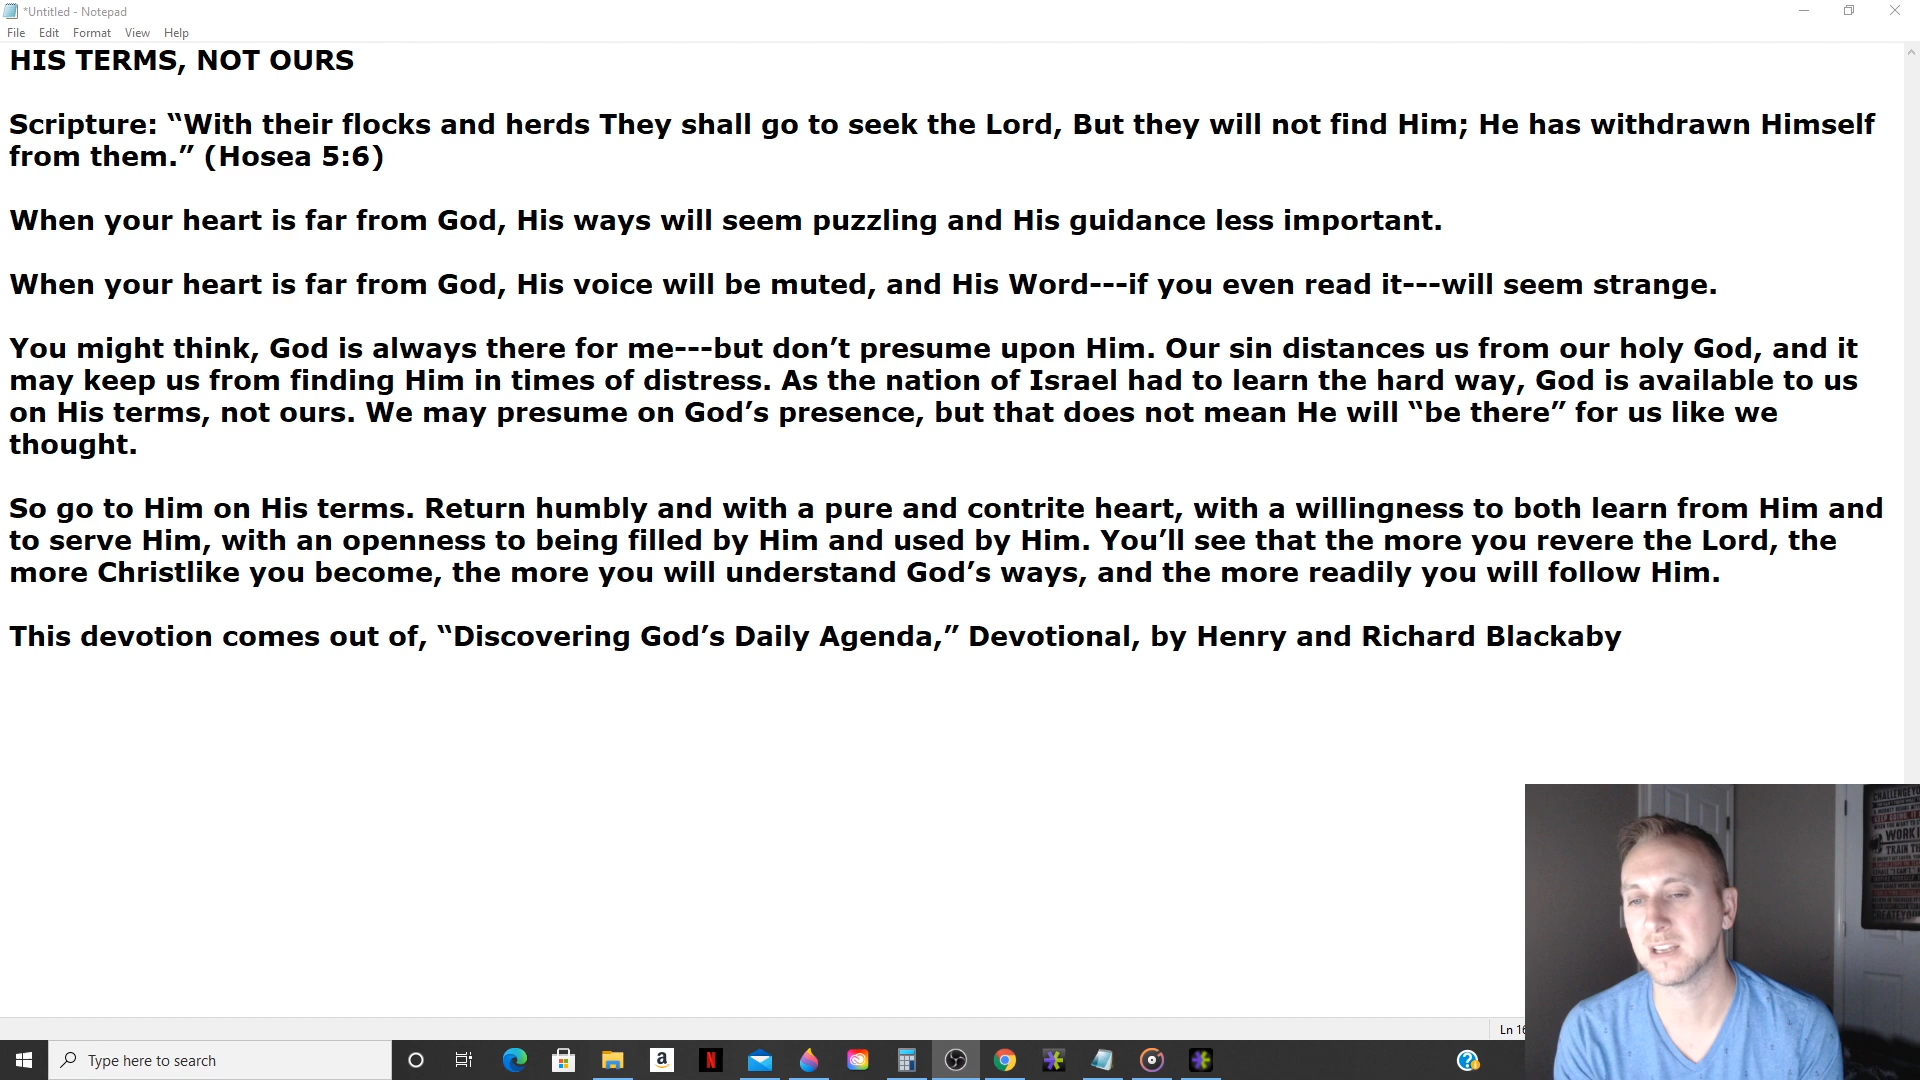 *Untitled - Notepad
File Edit Format View Help
HIS TERMS, NOT OURS
Scripture: “With their flocks and herds They shall go to seek the Lord, But they will not find Him; He has withdrawn Himself
from them.” (Hosea 5:6)
When your heart is far from God, His ways will seem puzzling and His guidance less important.
When your heart is far from God, His voice will be muted, and His Word---if you even read it---will seem strange.
You might think, God is always there for me---but don’t presume upon Him. Our sin distances us from our holy God, and it
may keep us from finding Him in times of distress. As the nation of Israel had to learn the hard way, God is available to us
on His terms, not ours. We may presume on God’s presence, but that does not mean He will “be there” for us like we
thought.
So go to Him on His terms. Return humbly and with a pure and contrite heart, with a willingness to both learn from Him and
to serve Him, with an openness to being filled by Him and used by Him. You’ll see that the more you revere the Lord, the
more Christlike you become, the more you will understand God’s ways, and the more readily you will follow Him.
This devotion comes out of, “Discovering God’s Daily Agenda,” Devotional, by Henry and Richard Blackaby
CHALLENGE
WORK
TRAIN
CREATE
Ln 16
Type here to search
a
N